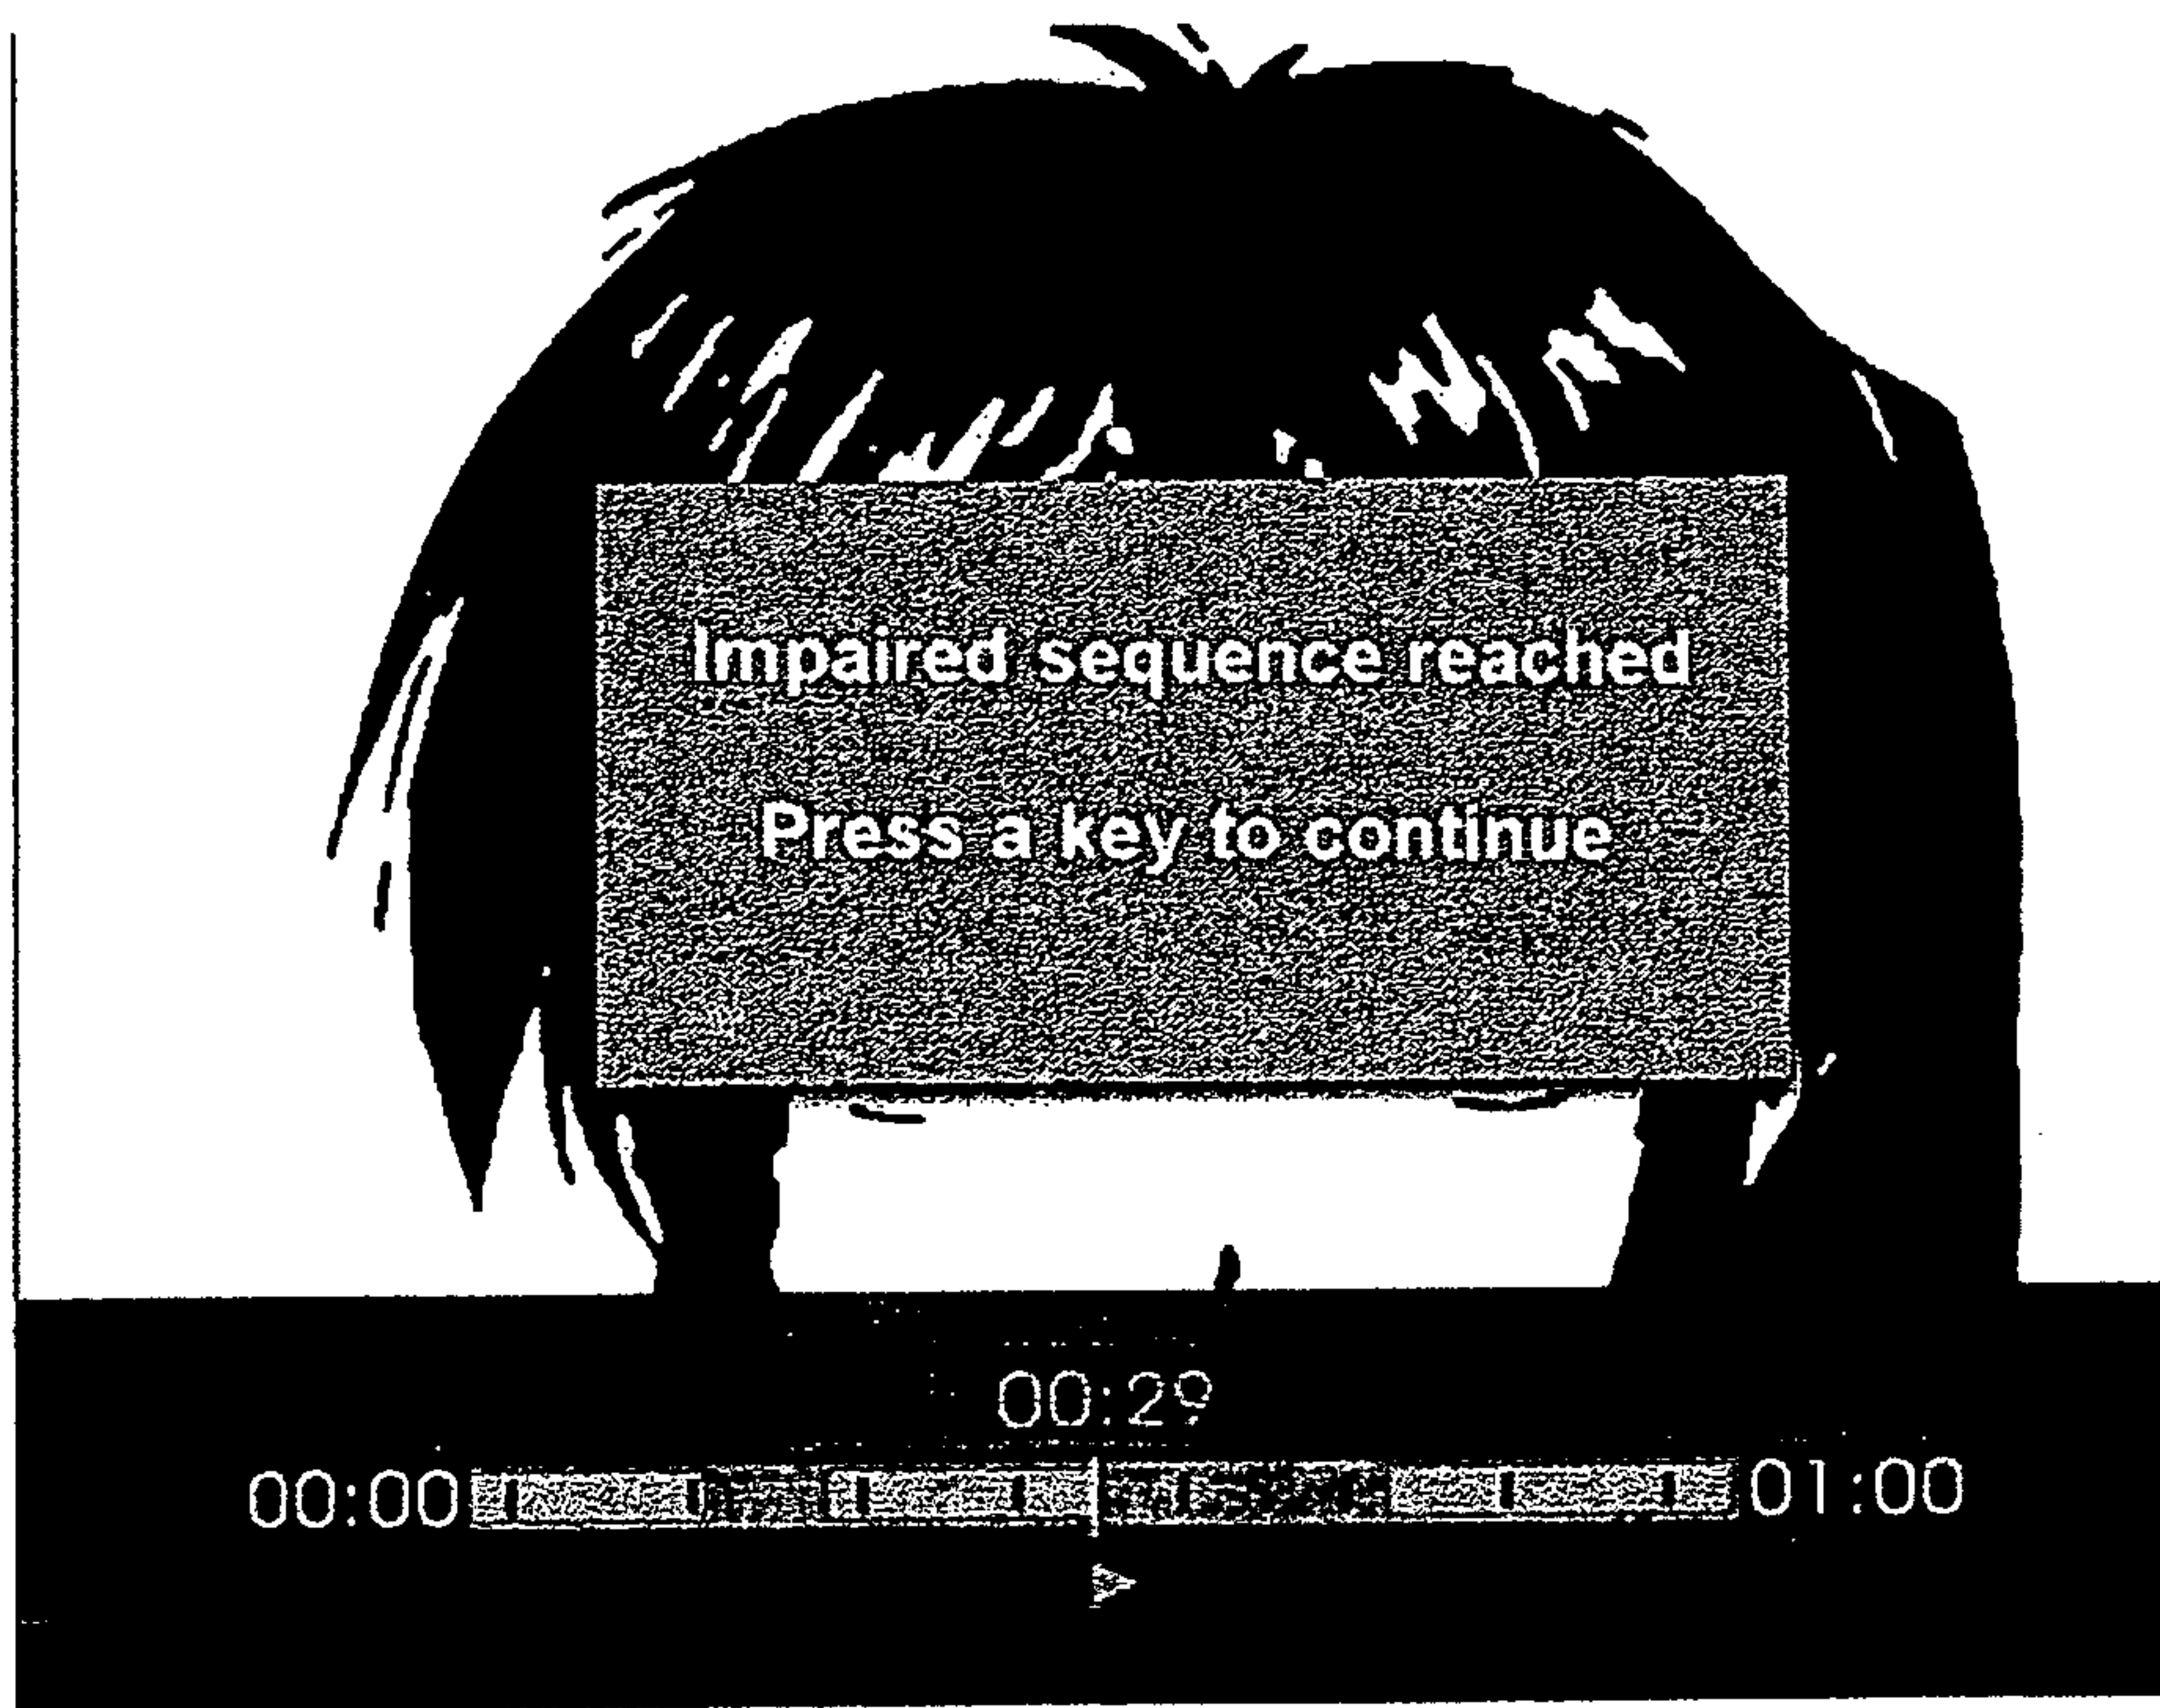 Impaired sequence reached
Press a key to continue
00:29
00:00 01:00